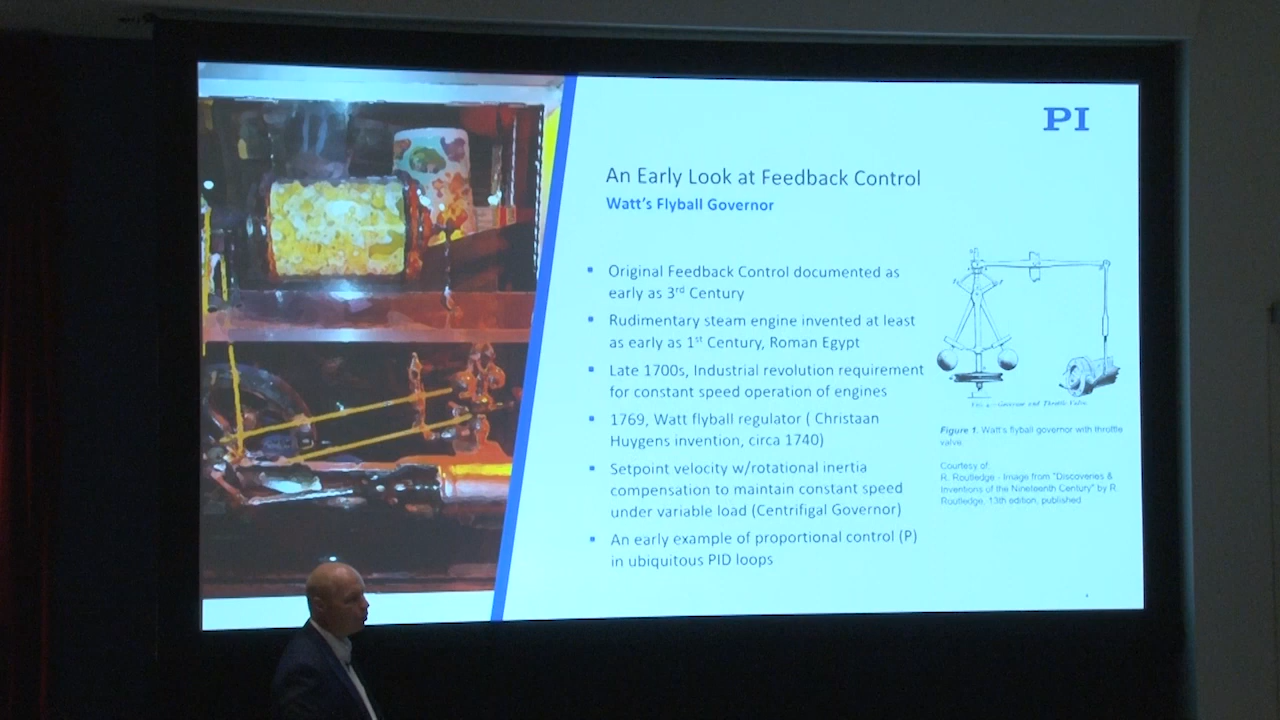 PI
An Early Look at Feedback Control
Watt's Flyball Governor
▪ Original Feedback Control documented as
early as 3rd Century
▪ Rudimentary steam engine invented at least
as early as 1st Century, Roman Egypt
▪ Late 1700s, Industrial revolution requirement
for constant speed operation of engines
▪ 1769, Watt flyball regulator ( Christaan
Huygens invention, circa 1740)
▪ Setpoint velocity w/rotational inertia
compensation to maintain constant speed
under variable load (Centrifigal Governor)
▪ An early example of proportional control (P)
in ubiquitous PID loops
Governor and Throttle Valve.
Figure 1. Watt's flyball governor with throttle
valve.
Courtesy of:
R. Routledge - Image from "Discoveries &
Inventions of the Nineteenth Century" by R.
Routledge, 13th edition, published